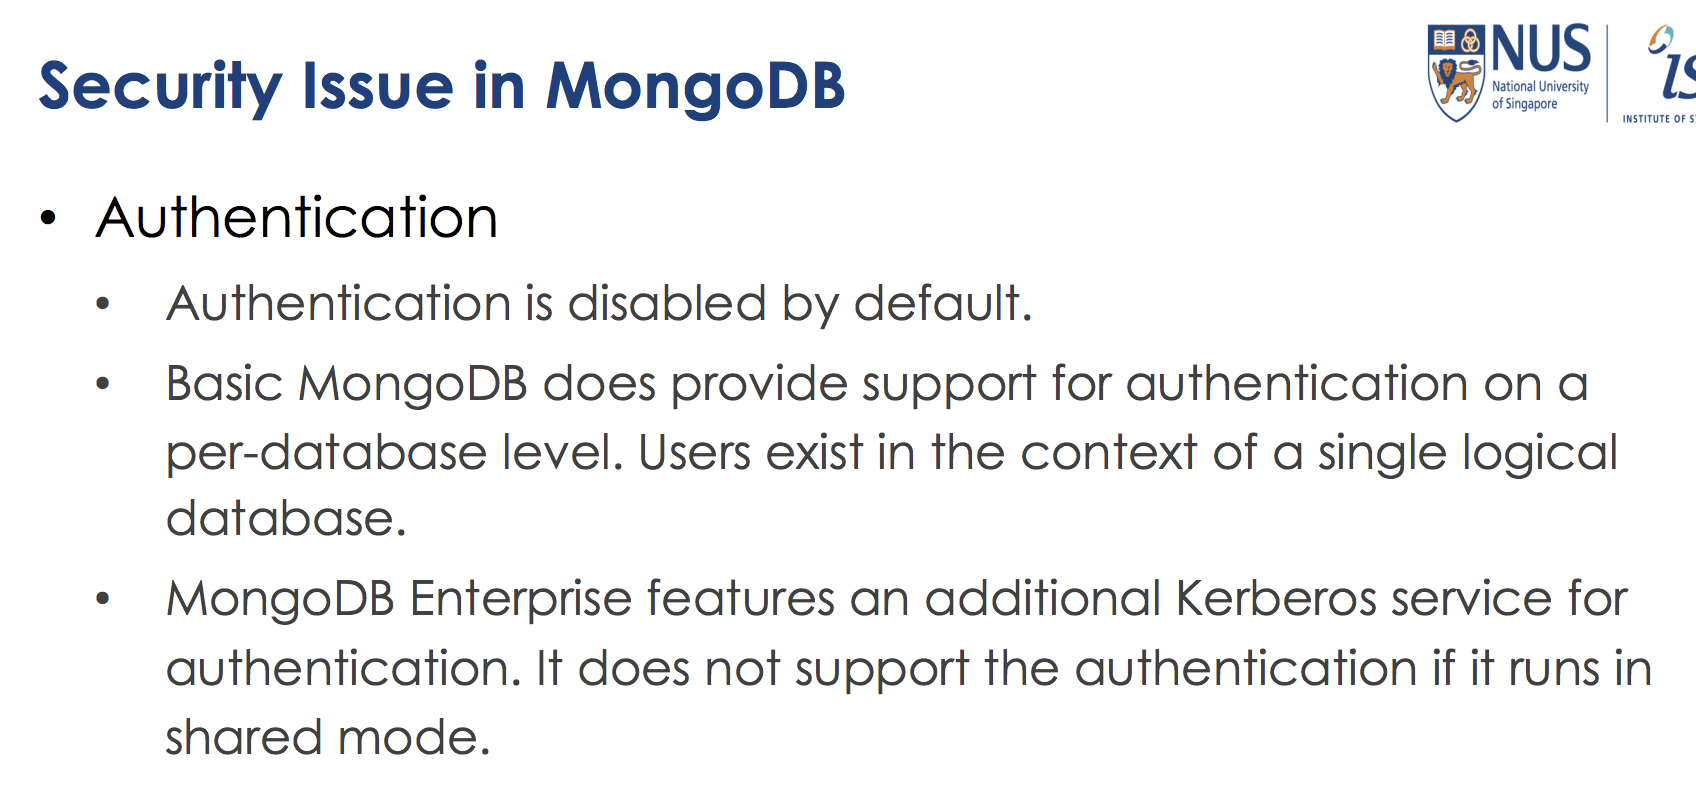 Security Issue in MongoDB
NUS
National University
of Singapore
INSTITUTE OF
• Authentication
• Authentication is disabled by default.
• Basic MongoDB does provide support for authentication on a
per-database level. Users exist in the context of a single logical
database.
• MongoDB Enterprise features an additional Kerberos service for
authentication. It does not support the authentication if it runs in
shared mode.